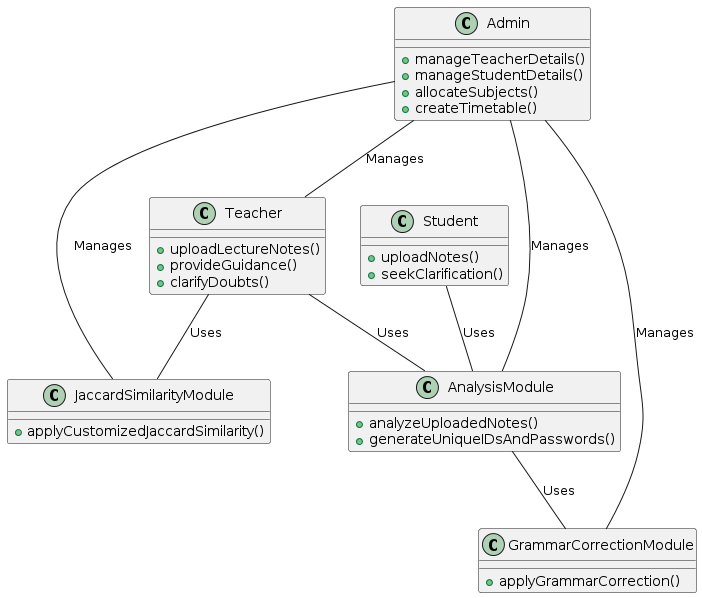 C Admin
manageTeacherDetails()
manageStudentDetails()
allocateSubjects()
createTimetable()
Manages
C Teacher
uploadLectureNotes()
provideGuidance()
clarifyDoubts()
C Student
uploadNotes()
seekClarification()
Manages
Manages
Uses
Uses
Uses
Manages
C JaccardSimilarityModule
applyCustomizedJaccardSimilarity()
C AnalysisModule
analyzeUploadedNotes()
generateUniqueIDsAndPasswords()
Uses
C GrammarCorrectionModule
applyGrammarCorrection()